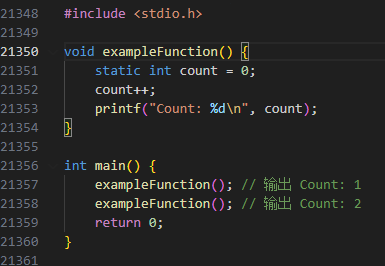 21348 #include <stdio.h>
21349
21350 void exampleFunction() {
21351     static int count = 0;
21352     count++;
21353     printf("Count: %d\n", count);
21354 }
21355
21356 int main() {
21357     exampleFunction(); // 输出 Count: 1
21358     exampleFunction(); // 输出 Count: 2
21359     return 0;
21360 }
21361